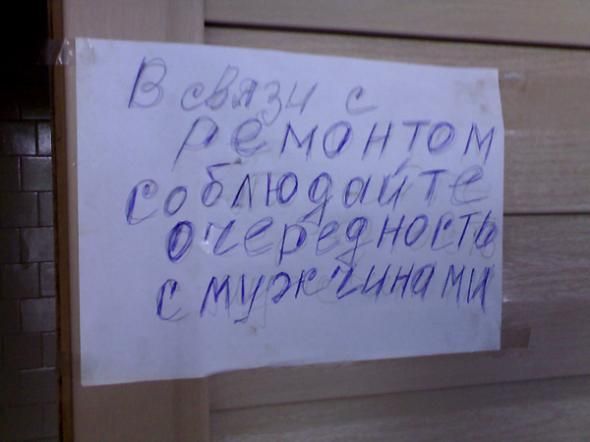 В связи с
ремонтом
соблюдайте
очередность
с мужчинами